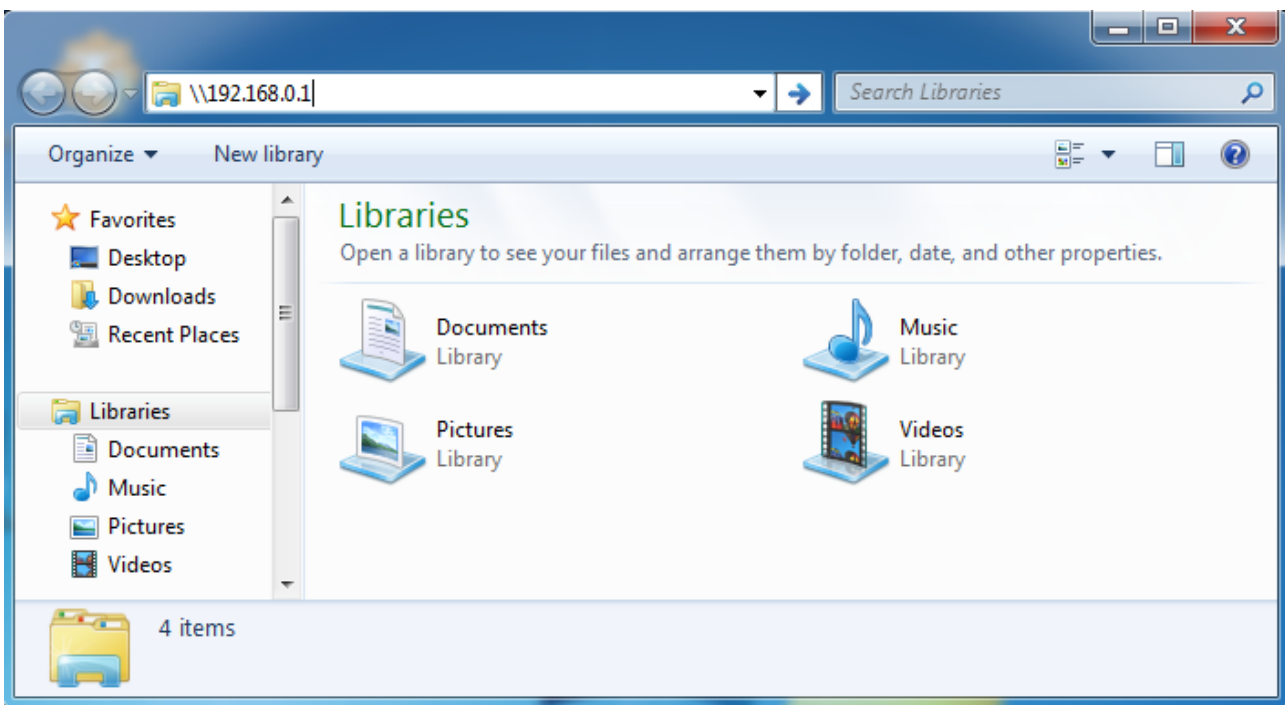 \\192.168.0.1
Search Libraries
Organize
New library
Favorites
Desktop
Downloads
Recent Places
Libraries
Documents
Music
Pictures
Videos
Libraries
Open a library to see your files and arrange them by folder, date, and other properties.
Documents
Library
Music
Library
Pictures
Library
Videos
Library
4 items